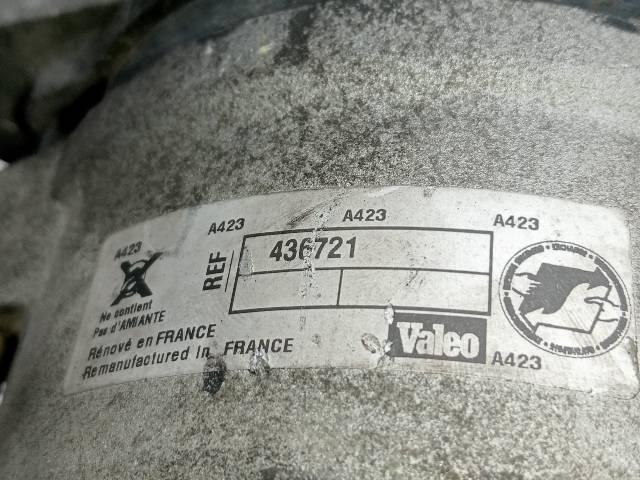 A423
A423
A423
A423
REF
436721
Ne contient
Pas d'AMIANTE
Rénové en FRANCE
Remanufactured in FRANCE
Valeo
A423